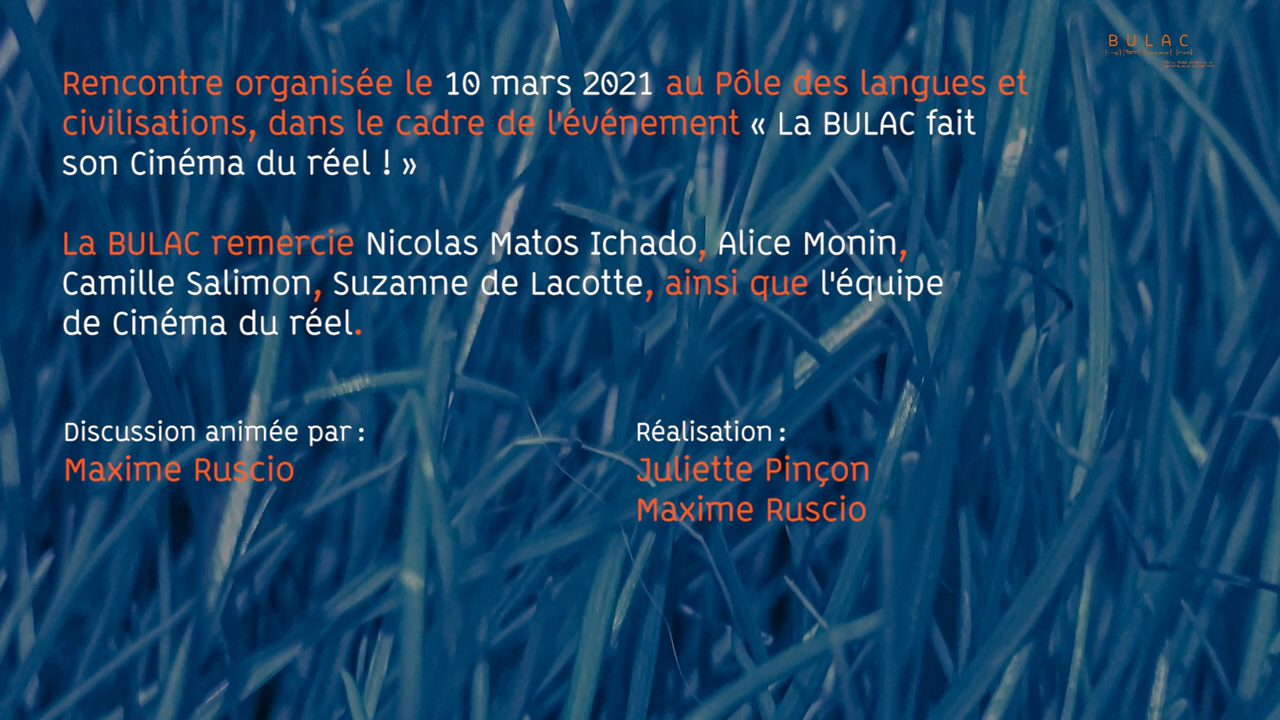 BULAC
Rencontre organisée le 10 mars 2021 au Pôle des langues et
civilisations, dans le cadre de l'événement « La BULAC fait
son Cinéma du réel ! »
La BULAC remercie Nicolas Matos Ichado, Alice Monin,
Camille Salimon, Suzanne de Lacotte, ainsi que l'équipe
de Cinéma du réel.
Discussion animée par :
Maxime Ruscio
Réalisation :
Juliette Pinçon
Maxime Ruscio